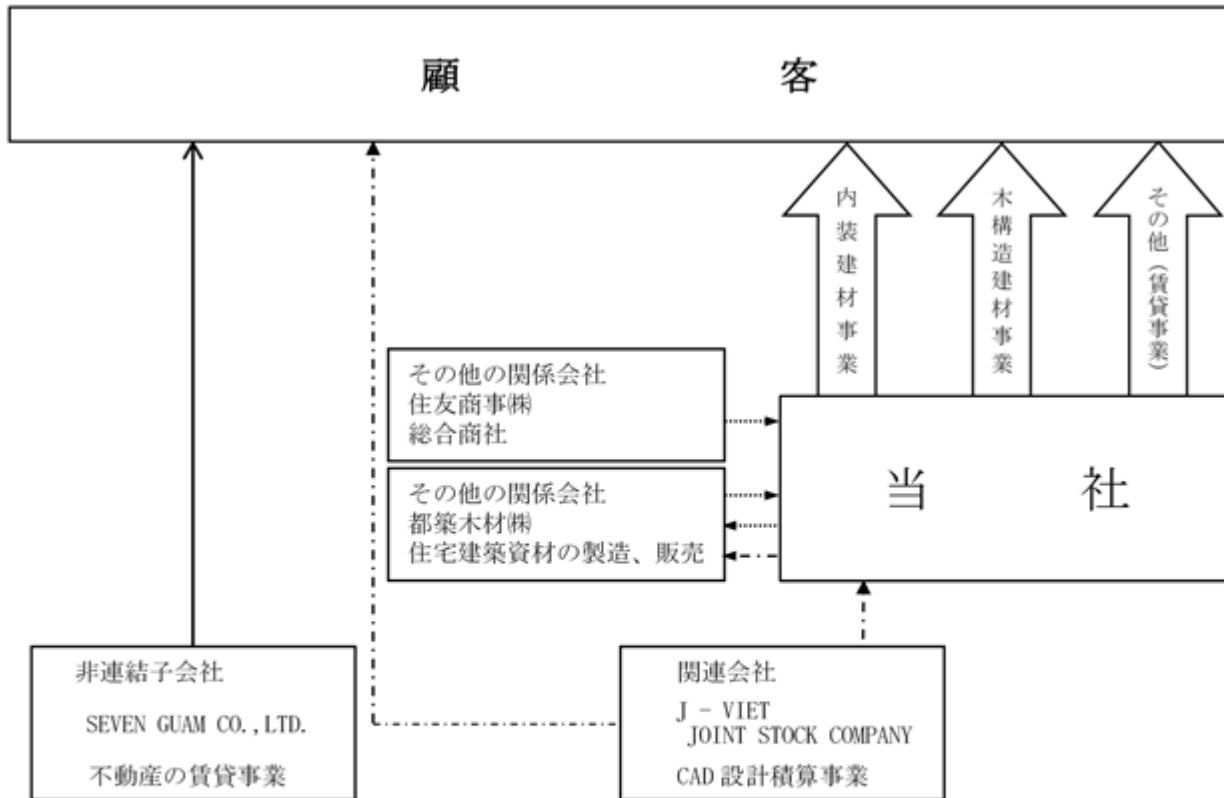 顧客
内装建材事業
木構造建材事業
その他(賃貸事業)
その他の関係会社
住友商事㈱
総合商社
その他の関係会社
都築木材㈱
住宅建築資材の製造、販売
当社
非連結子会社
SEVEN GUAM CO.,LTD.
不動産の賃貸事業
関連会社
J - VIET
JOINT STOCK COMPANY
CAD 設計積算事業